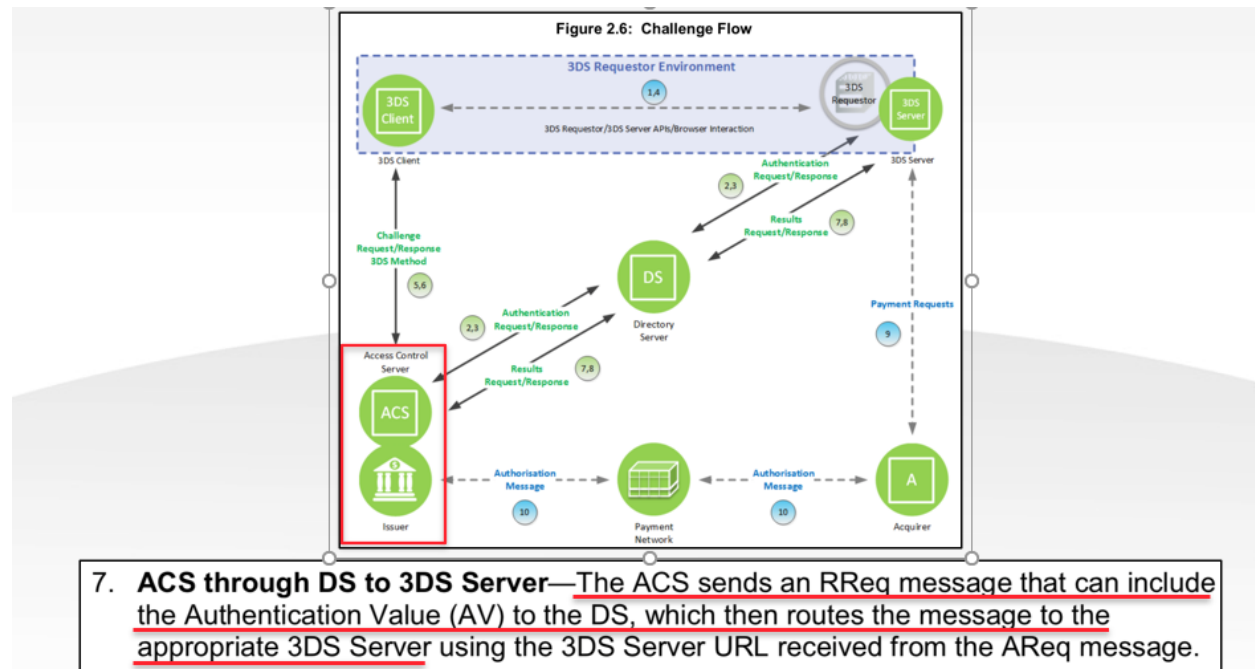 Figure 2.6: Challenge Flow
3DS Requestor Environment
3DS
Client
1,4
3DS
Requestor
3DS
Server
3DS Requestor/3DS Server APIs/Browser Interaction
3DS Client
3DS Server
Authentication
Request/Response
2,3
Results
Request/Response
7,8
Challenge
Request/Response
3DS Method
5,6
DS
Directory
Server
Authentication
Request/Response
2,3
Payment Requests
9
Results
Request/Response
7,8
Access Control
Server
ACS
Issuer
Authorisation
Message
10
Payment
Network
Authorisation
Message
10
A
Acquirer
7. ACS through DS to 3DS Server—The ACS sends an RReq message that can include
the Authentication Value (AV) to the DS, which then routes the message to the
appropriate 3DS Server using the 3DS Server URL received from the AReq message.